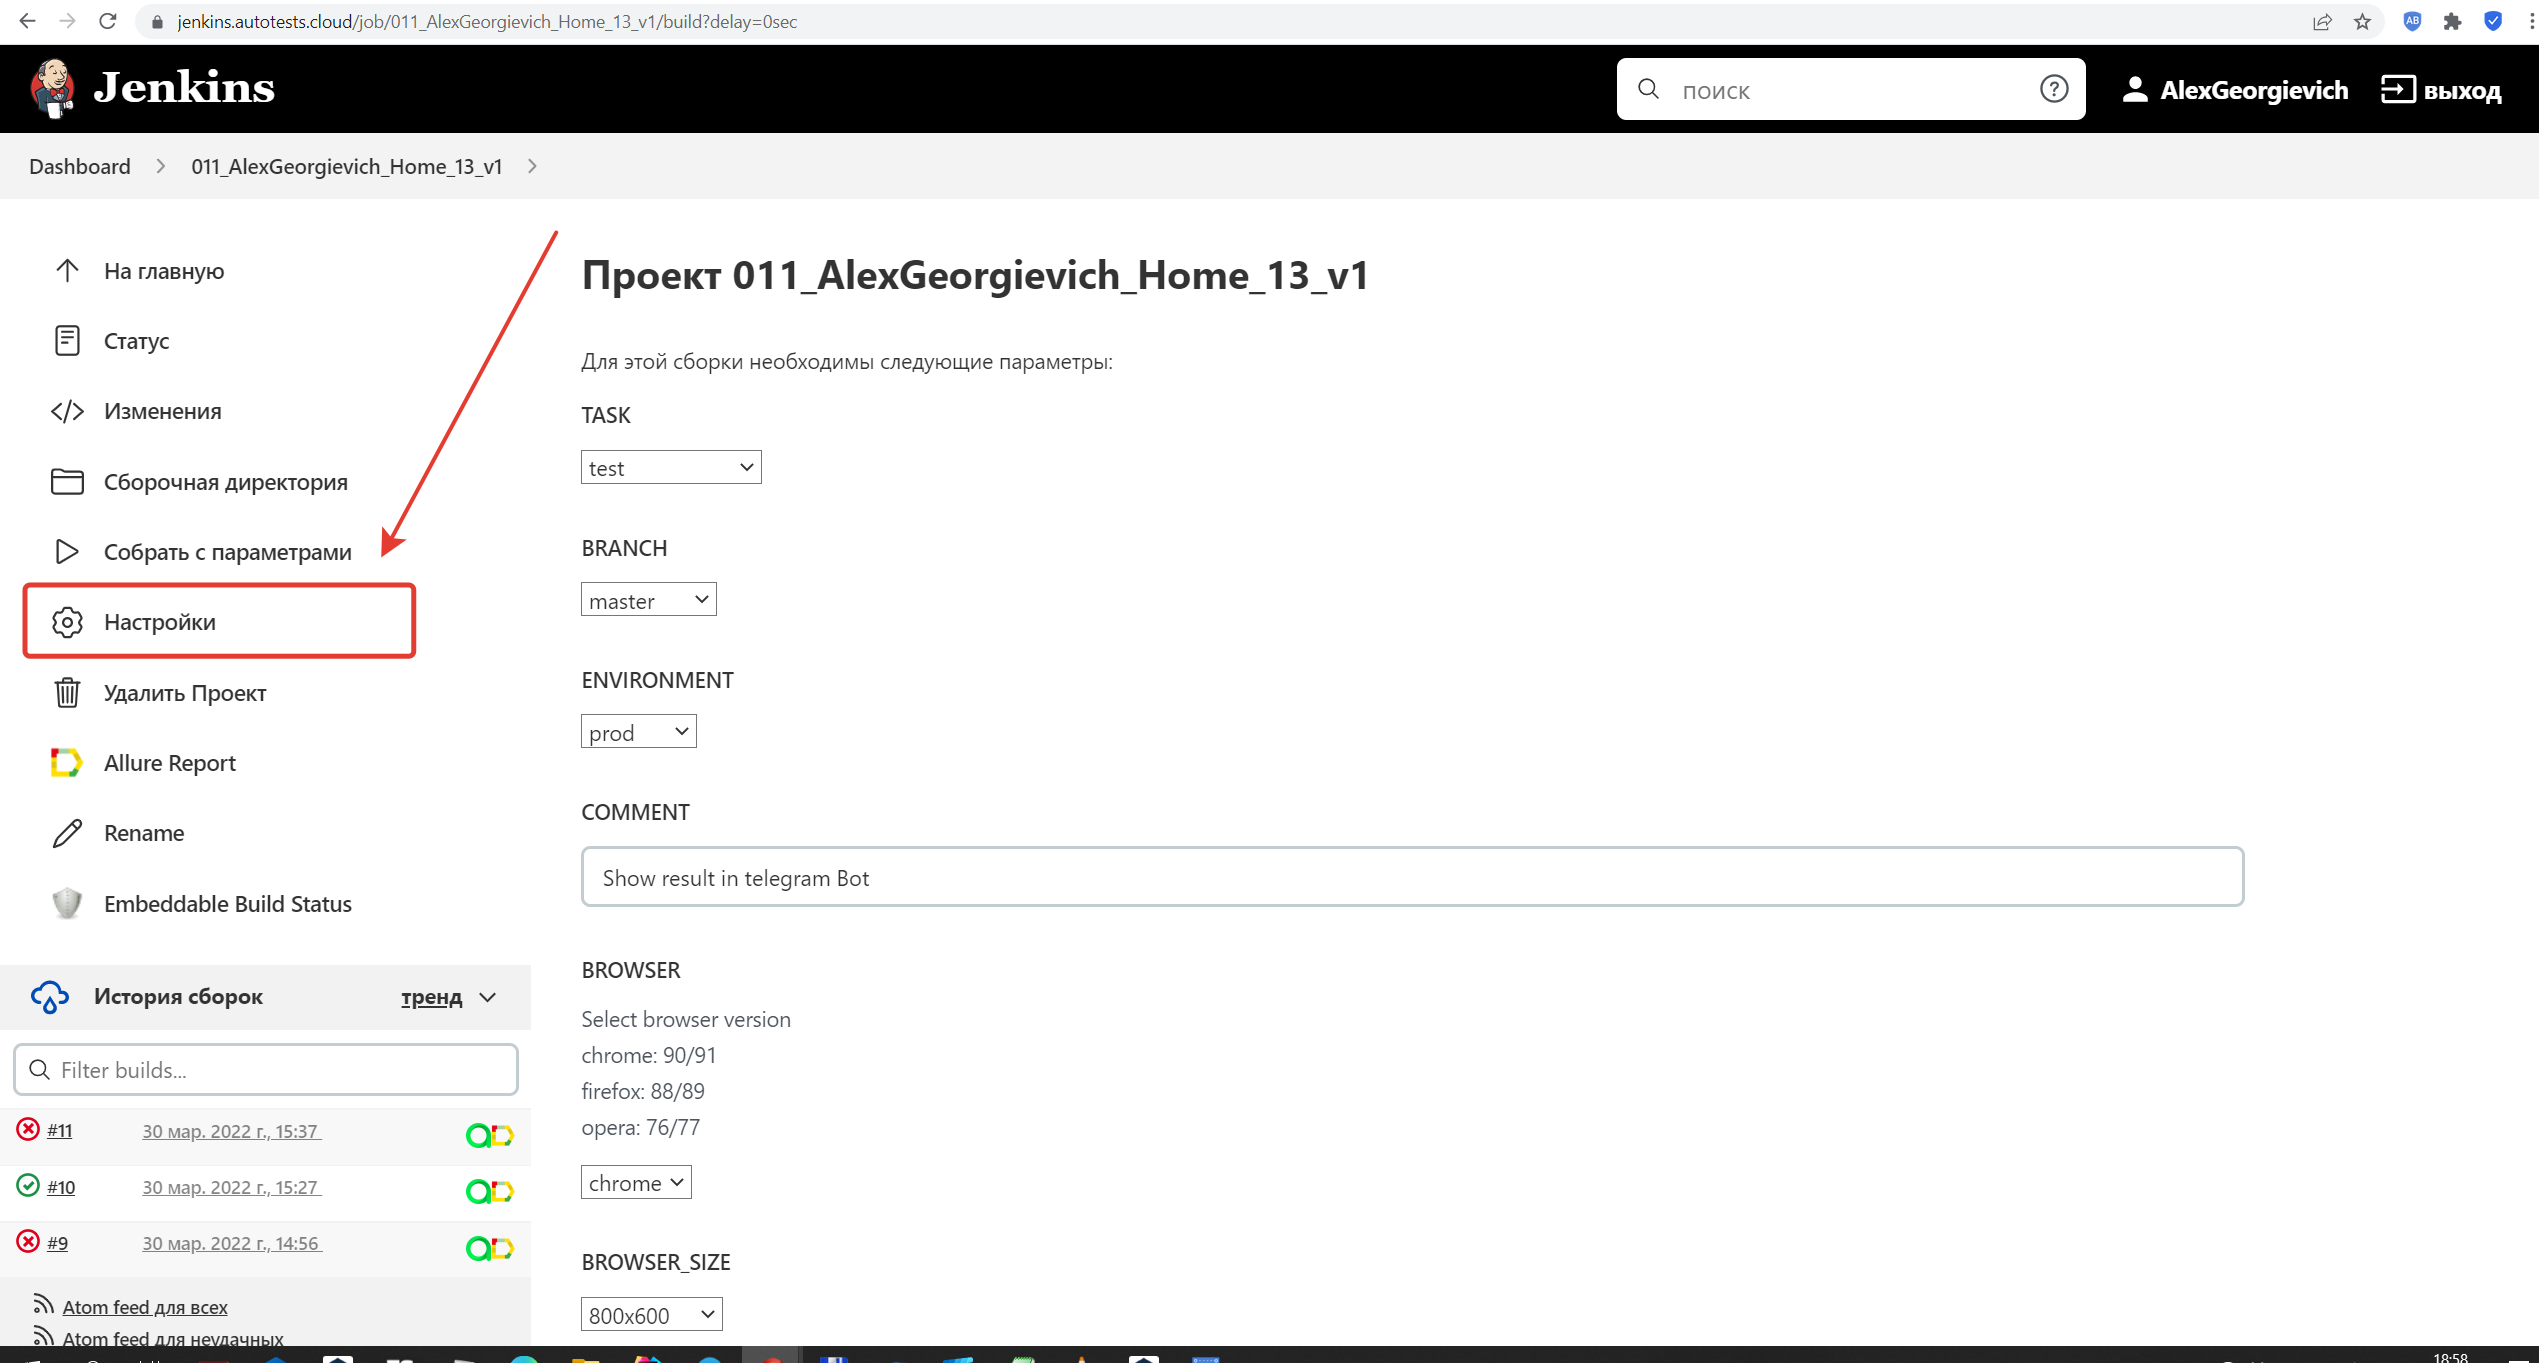 jenkins.autotests.cloud/job/011_AlexGeorgievich_Home_13_v1/build?delay=0sec
AB
Jenkins
поиск
?
AlexGeorgievich
выход
Dashboard
011_AlexGeorgievich_Home_13_v1
На главную
Статус
Изменения
Сборочная директория
Собрать с параметрами
Настройки
Удалить Проект
Allure Report
Rename
Embeddable Build Status
История сборок
тренд
Filter builds...
#11
30 мар. 2022 г., 15:37
#10
30 мар. 2022 г., 15:27
#9
30 мар. 2022 г., 14:56
Atom feed для всех
Atom feed для неудачных
Проект 011_AlexGeorgievich_Home_13_v1
Для этой сборки необходимы следующие параметры:
TASK
test
BRANCH
master
ENVIRONMENT
prod
COMMENT
Show result in telegram Bot
BROWSER
Select browser version
chrome: 90/91
firefox: 88/89
opera: 76/77
chrome
BROWSER_SIZE
800x600
18:58